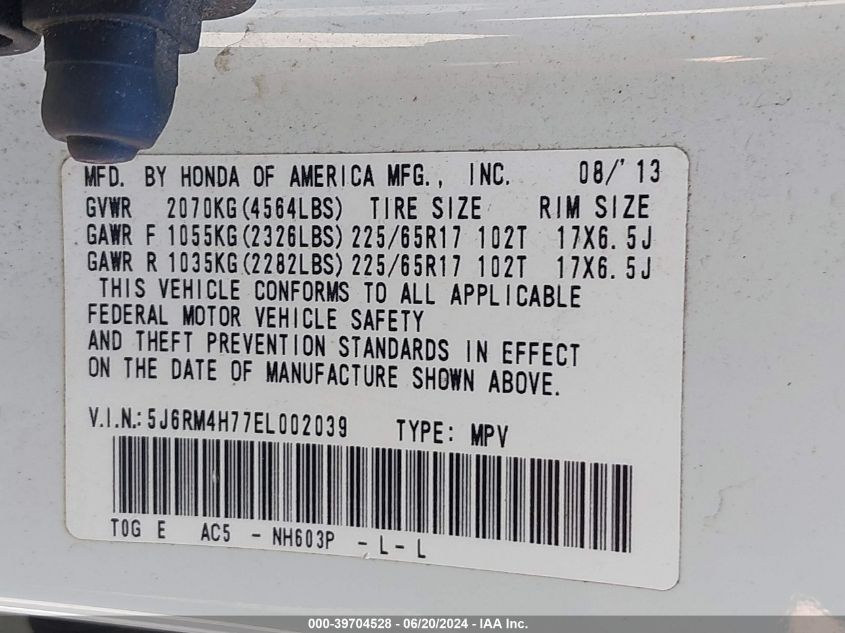 MFD. BY HONDA OF AMERICA MFG., INC. 08/'13
GVWR 2070KG(4564LBS) TIRE SIZE RIM SIZE
GAWR F 1055KG(2326LBS) 225/65R17 102T 17X6.5J
GAWR R 1035KG(2282LBS) 225/65R17 102T 17X6.5J
THIS VEHICLE CONFORMS TO ALL APPLICABLE
FEDERAL MOTOR VEHICLE SAFETY
AND THEFT PREVENTION STANDARDS IN EFFECT
ON THE DATE OF MANUFACTURE SHOWN ABOVE.
V.I.N.: 5J6RM4H77EL002039 TYPE: MPV
T0G E AC5 - NH603P - L - L
000-39704528 - 06/20/2024 - IAA Inc.